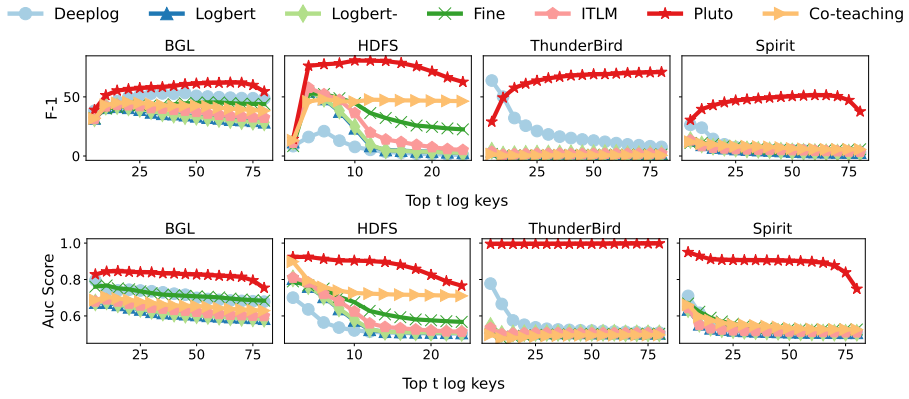 Deeplog Logbert Logbert- Fine ITLM Pluto Co-teaching
BGL HDFS ThunderBird Spirit
F-1
50
0
25 50 75 10 20 25 50 75 25 50 75
Top t log keys
BGL HDFS ThunderBird Spirit
Auc Score
1.0
0.8
0.6
25 50 75 10 20 25 50 75 25 50 75
Top t log keys